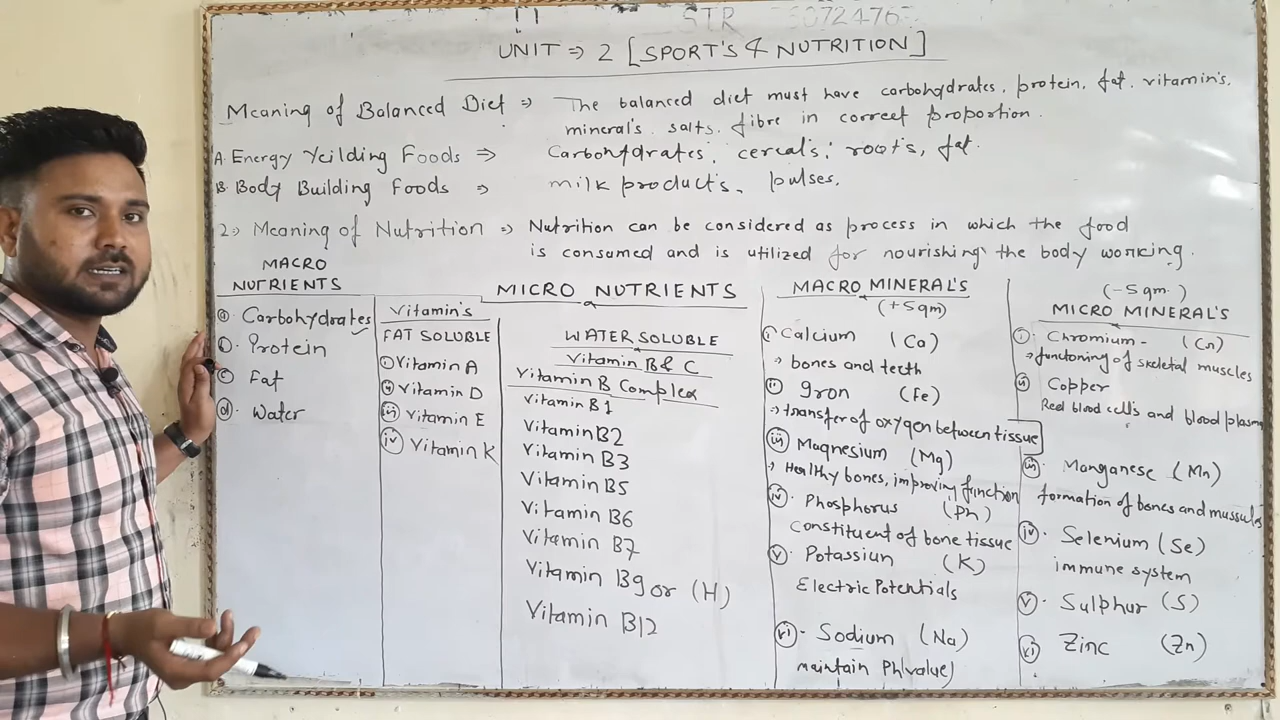 STR
UNIT ⇒ 2 [SPORT'S & NUTRITION]
Meaning of Balanced Diet ⇒ The balanced diet must have carbohydrates, protein, fat, vitamin's,
mineral's, salts, fibre in correct proportion.
A. Energy Yeilding Foods ⇒ Carbohydrates, cereal's, root's, fat.
B. Body Building Foods ⇒ milk product's, pulses.
2 ⇒ Meaning of Nutrition ⇒ Nutrition can be considered as process in which the food
is consumed and is utilized for nourishing the body working.
MACRO
NUTRIENTS
(a) Carbohydrates
(b). Protein
(c) Fat
(d). Water
MICRO NUTRIENTS
Vitamin's
FAT SOLUBLE
(i) Vitamin A
(ii) Vitamin D
(iii) Vitamin E
(iv) Vitamin K
WATER SOLUBLE
Vitamin B & C
Vitamin B Complex
Vitamin B1
Vitamin B2
Vitamin B3
Vitamin B5
Vitamin B6
Vitamin B7
Vitamin B9 or (H)
Vitamin B12
MACRO MINERAL'S
(+5gm)
(i) Calcium (Ca)
bones and teeth
(ii) Iron (Fe)
transfer of oxygen between tissue
(iii) Magnesium (Mg)
Healthy bones, improving function
(iv) Phosphorus (Ph)
Constituent of bone tissue
(v) Potassium (K)
Electric Potentials
(vi) Sodium (Na)
maintain Ph(value)
(-5gm.)
MICRO MINERAL'S
(i) Chromium - (Cr)
functioning of skeletal muscles
(ii) Copper
Red blood cells and blood plasma
(iii) Manganese (Mn)
formation of bones and mussules
(iv) Selenium (Se)
immune system
(v). Sulphur (S)
(vi) Zinc (Zn)